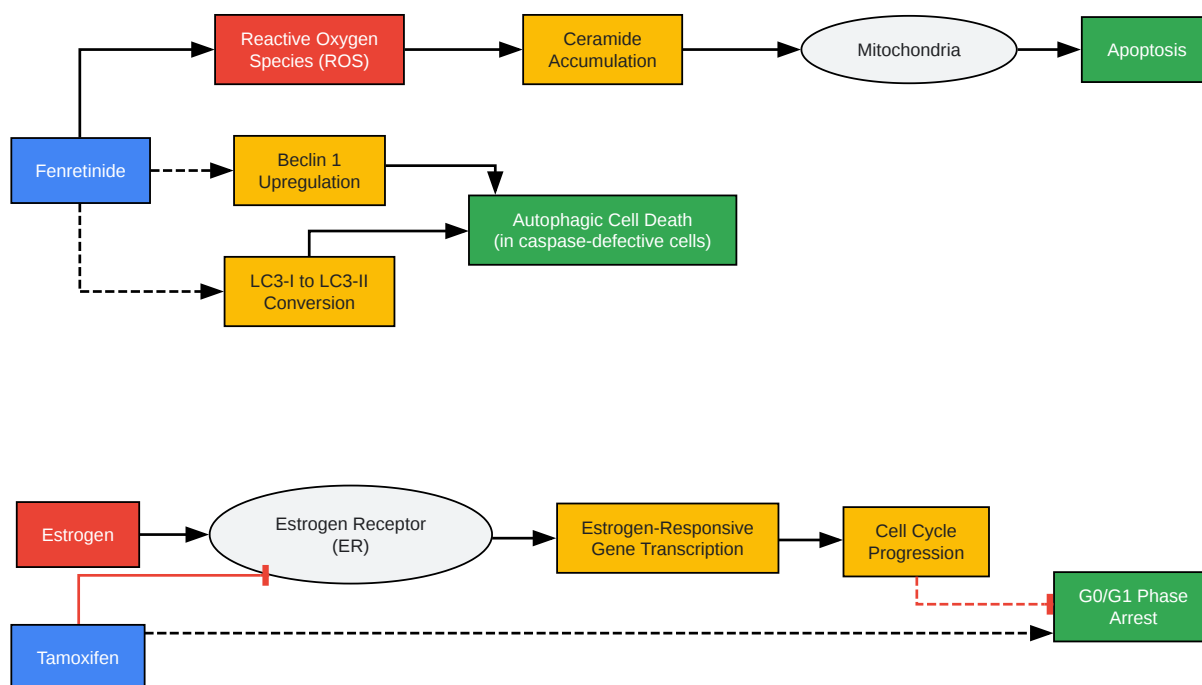 Reactive Oxygen
Species (ROS)
Ceramide
Accumulation
Mitochondria
Apoptosis
Fenretinide
Beclin 1
Upregulation
Autophagic Cell Death
(in caspase-defective cells)
LC3-I to LC3-II
Conversion
Estrogen
Estrogen Receptor
(ER)
Estrogen-Responsive
Gene Transcription
Cell Cycle
Progression
G0/G1 Phase
Arrest
Tamoxifen